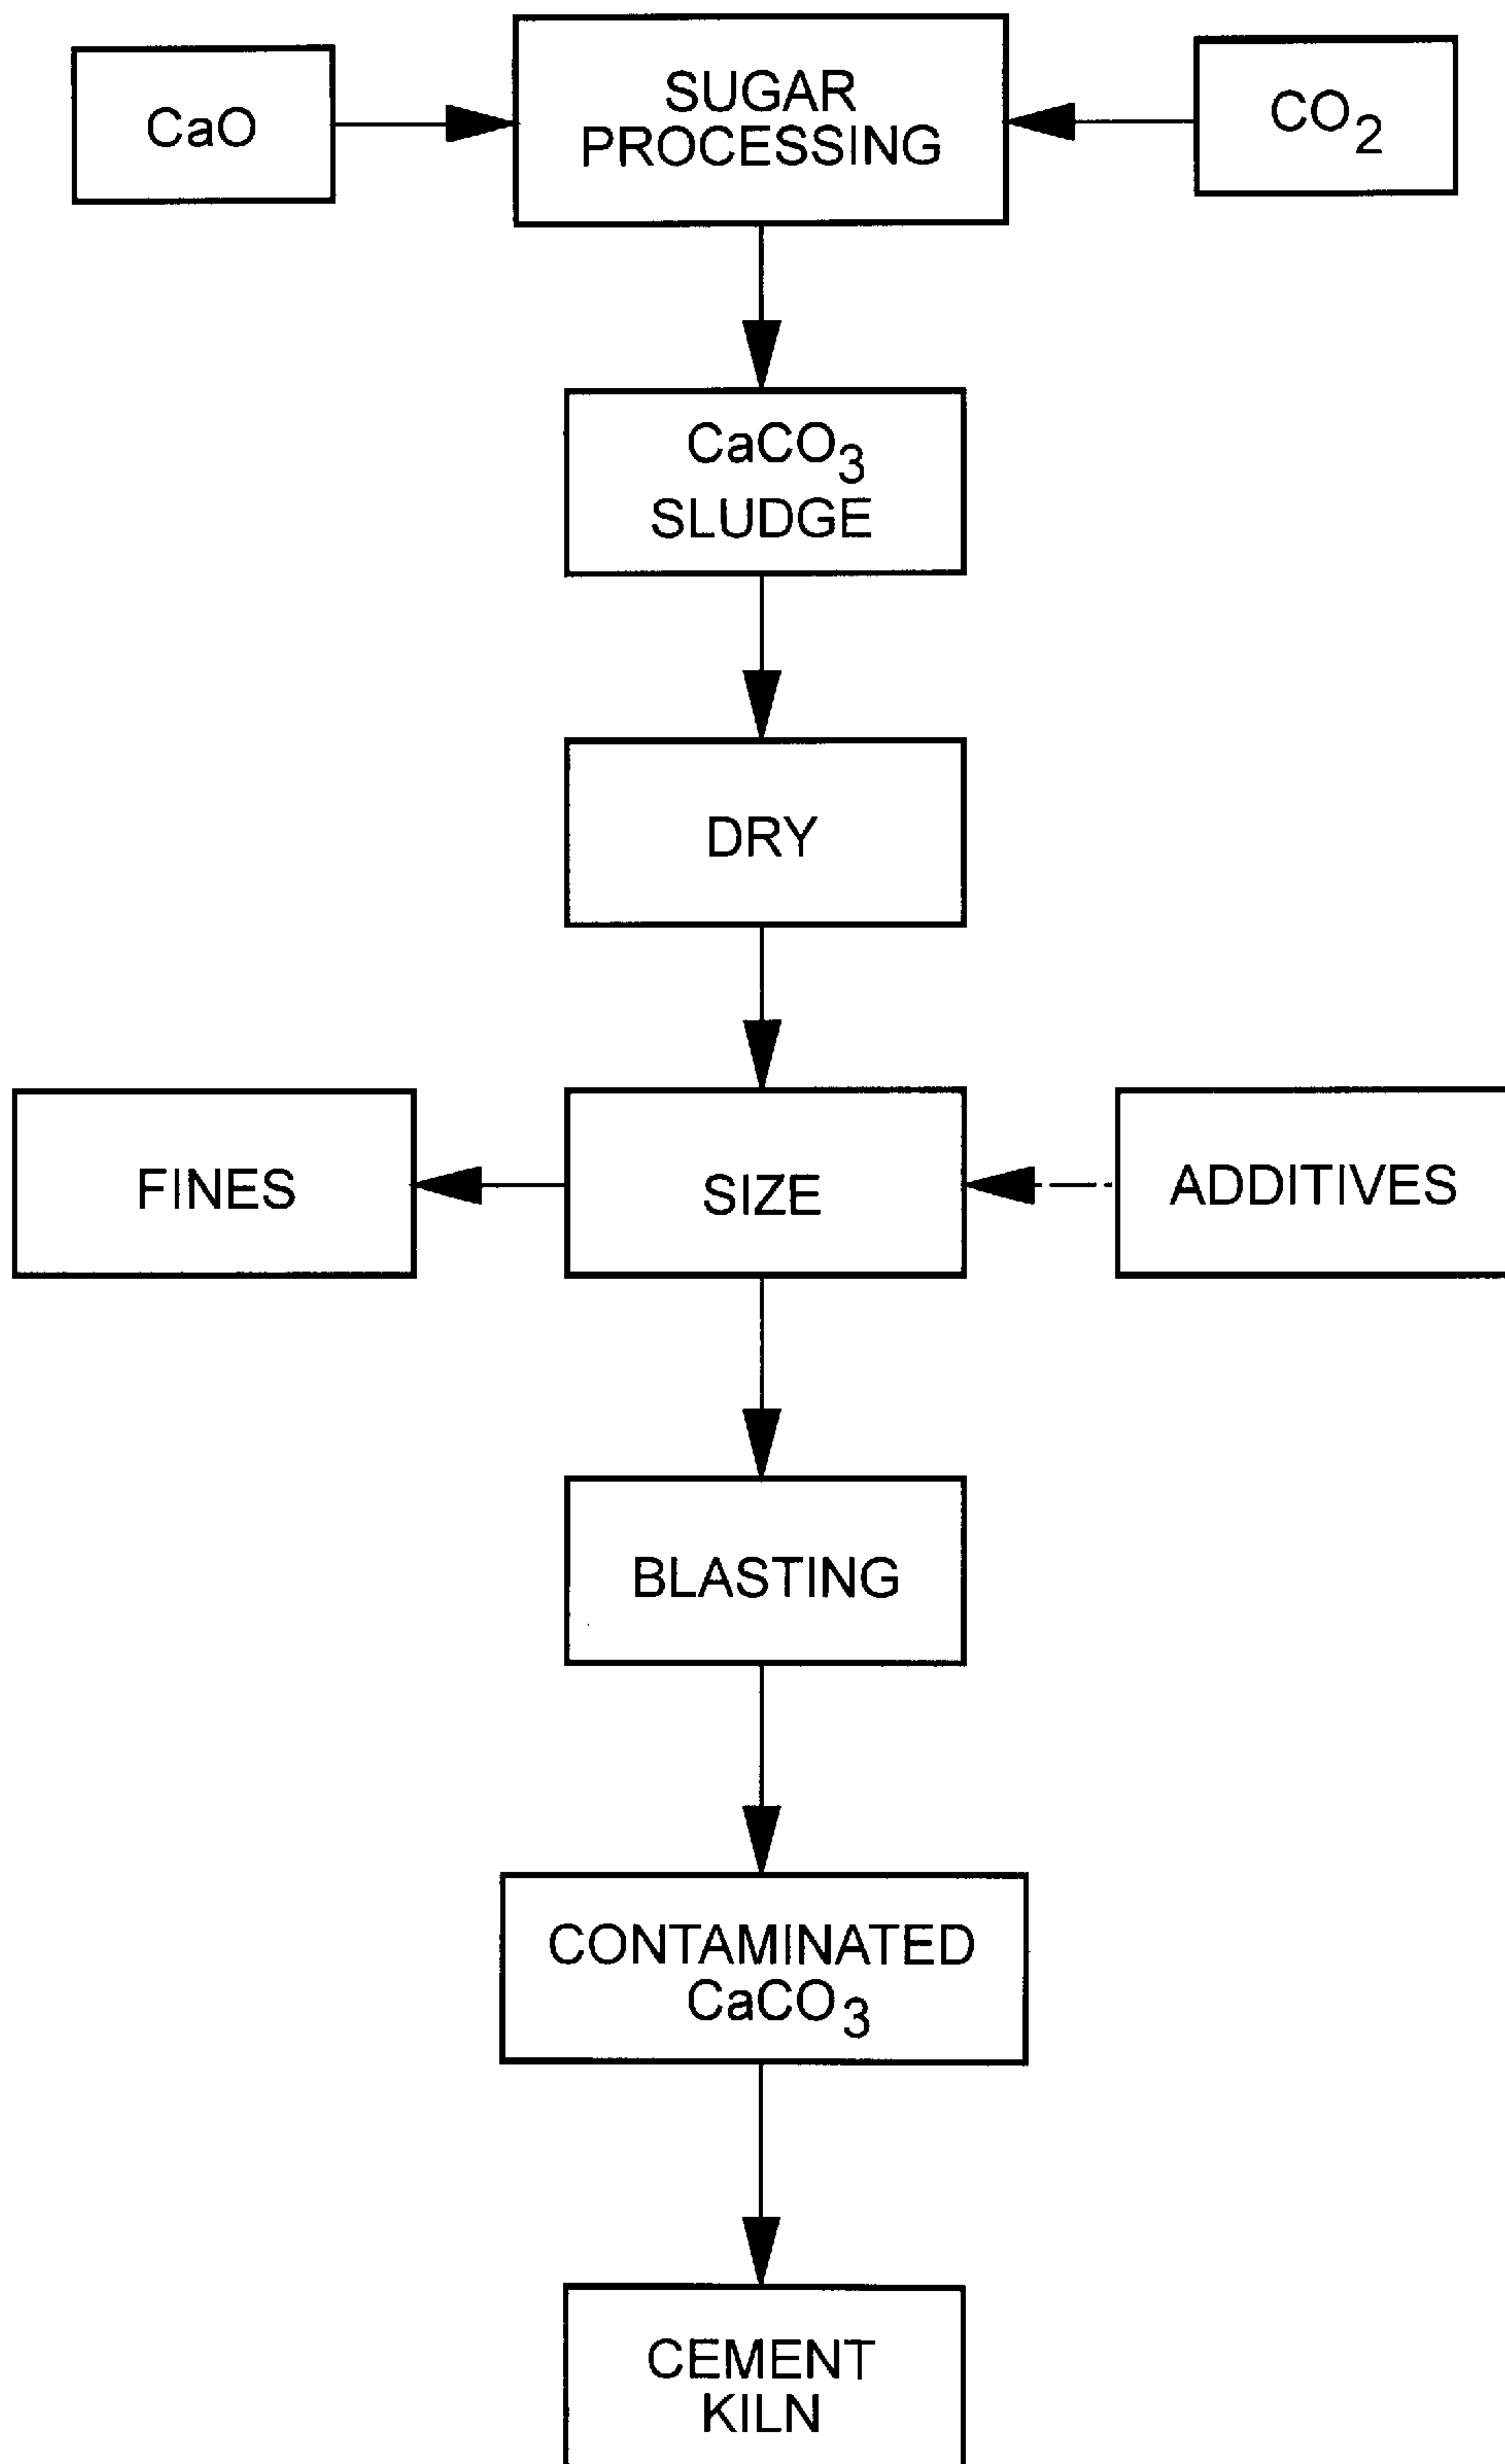 CaO
SUGAR
PROCESSING
CO₂
CaCO₃
SLUDGE
DRY
FINES
SIZE
ADDITIVES
BLASTING
CONTAMINATED
CaCO₃
CEMENT
KILN